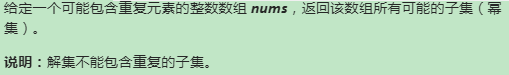 给定一个可能包含重复元素的整数数组 nums，返回该数组所有可能的子集（幂
集）。
说明：解集不能包含重复的子集。